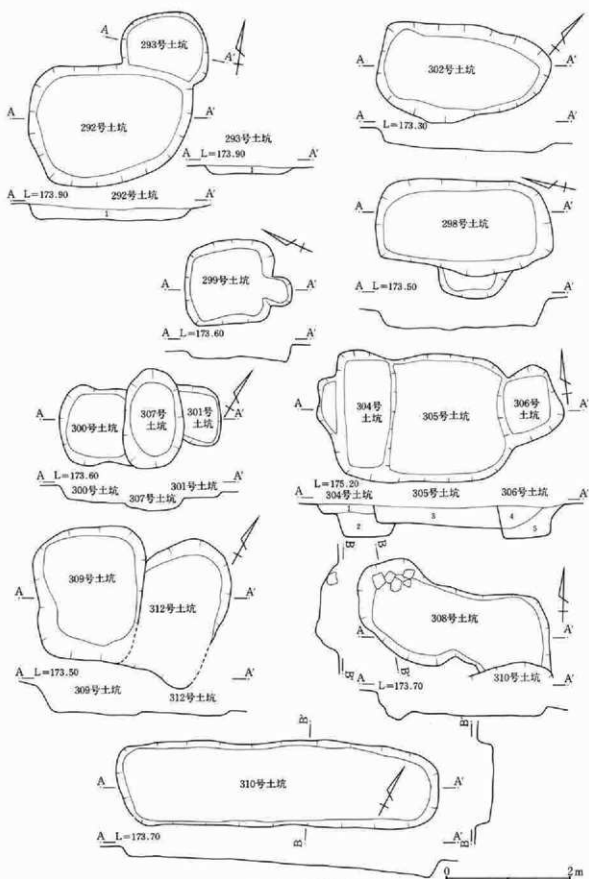 A
293号土坑
A'
A
292号土坑
A'
293号土坑
A L=173.90 A'
1
A L=173.90 292号土坑 A'
1
A
302号土坑
A'
A L=173.30 A'
A
298号土坑
A'
A L=173.50 A'
A
299号土坑
A'
A L=173.60 A'
A
300号土坑
307号
土坑
301号
土坑
A'
A L=173.60 A'
300号土坑 301号土坑
307号土坑
A
304号
土坑
305号土坑
306号
土坑
A'
L=175.20
A 304号土坑 305号土坑 306号土坑 A'
1 2 3 4 5
A
309号土坑
312号土坑
A'
A L=173.50 A'
309号土坑 312号土坑
B B'
308号土坑
A A'
B B'
310号土坑
A L=173.70 A'
B' B'
A
310号土坑
A'
A L=173.70 A'
B B
0 2m